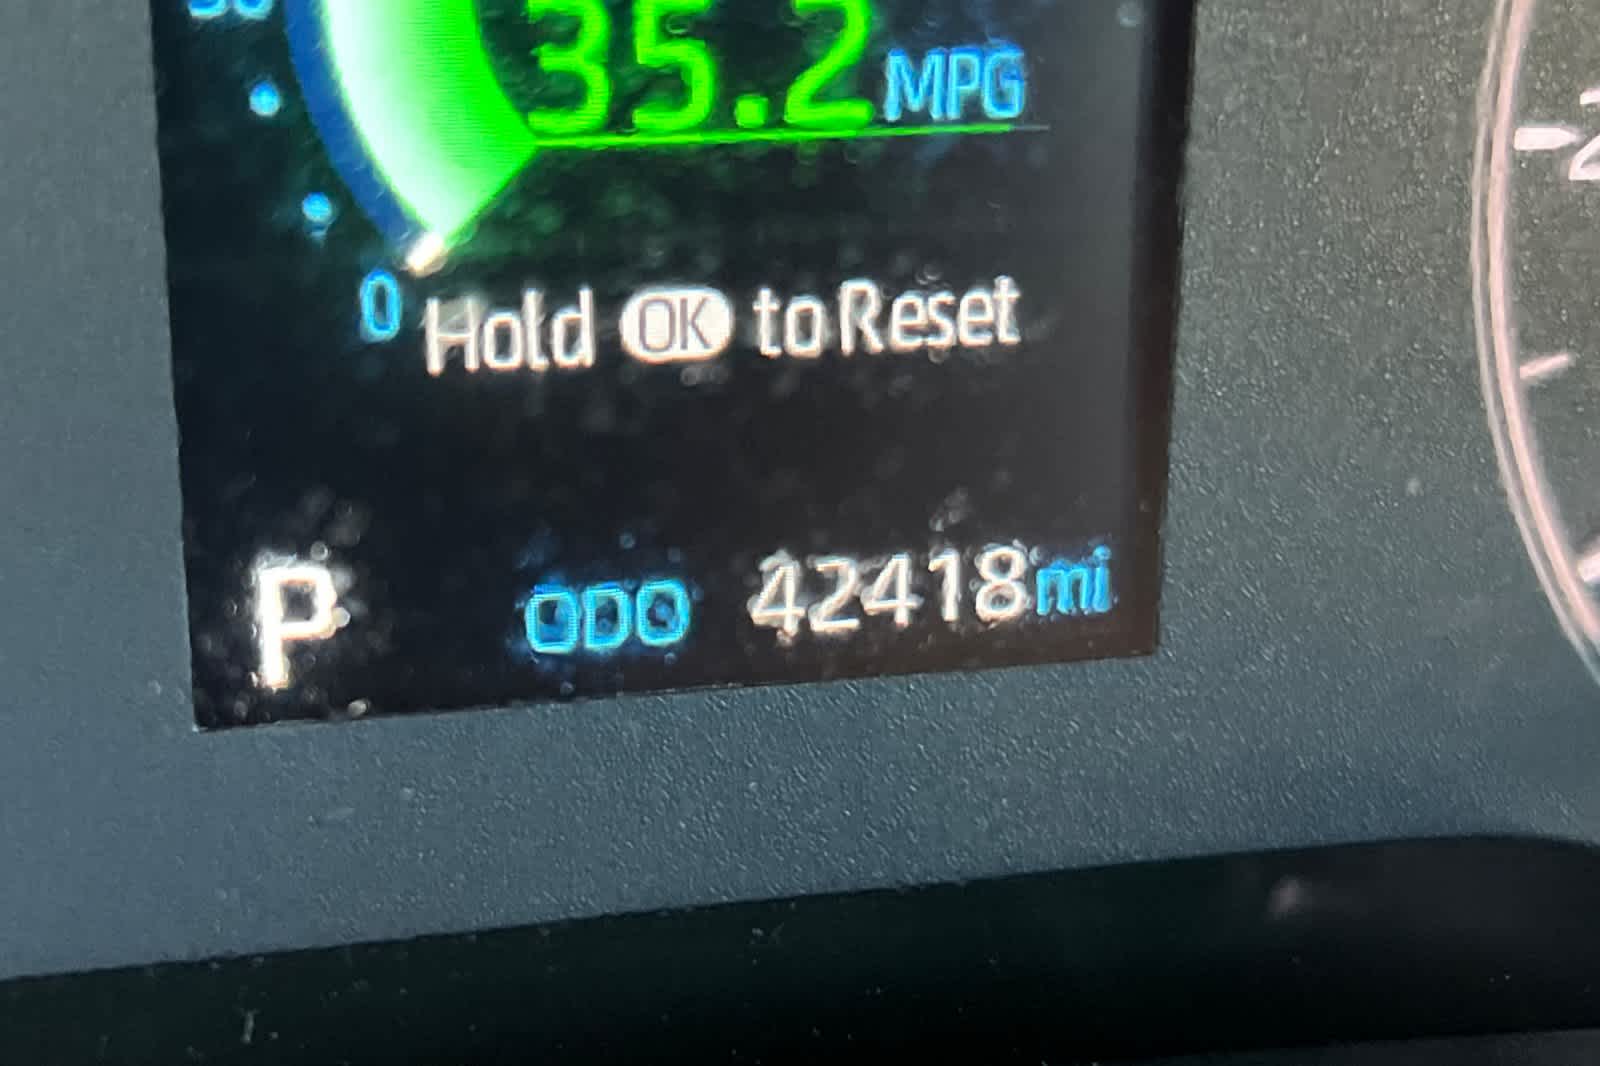 35.2 MPG
0
Hold OK to Reset
P ODO 42418 mi